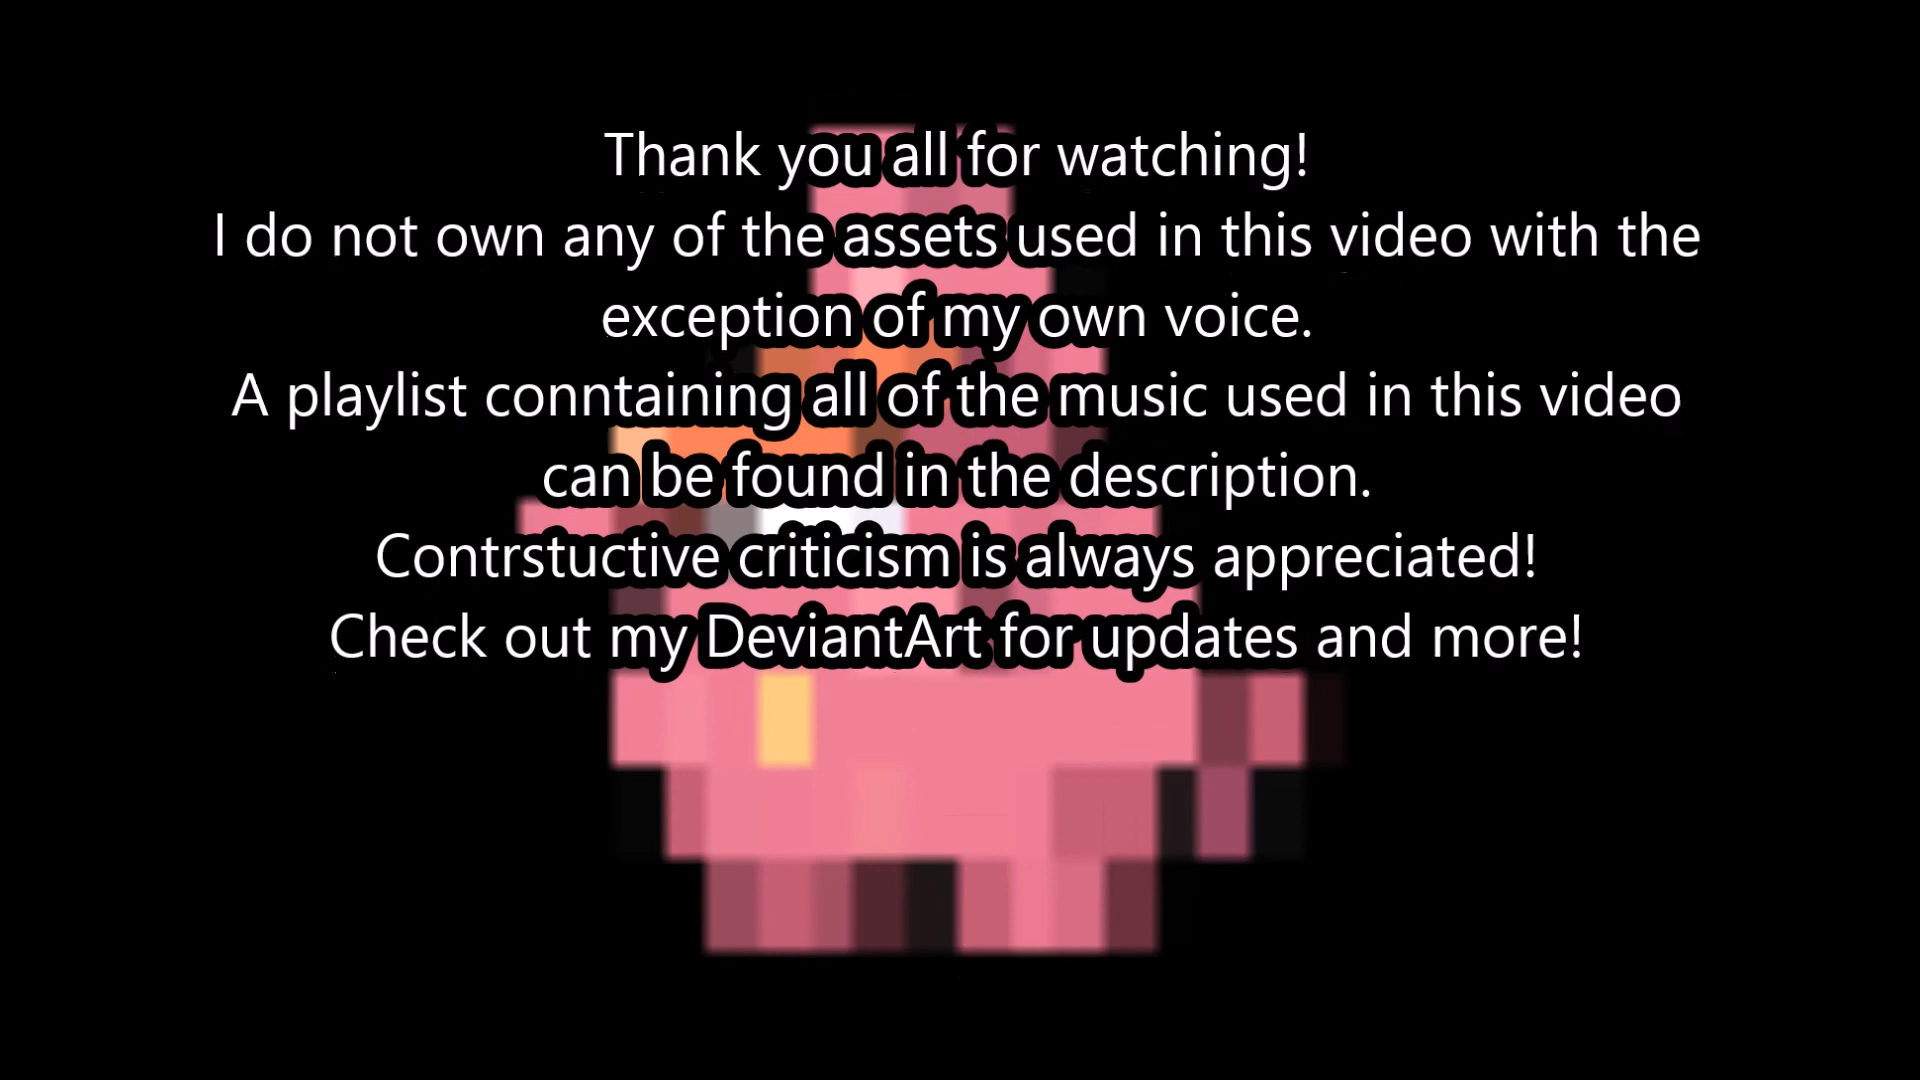 Thank you all for watching!
I do not own any of the assets used in this video with the
exception of my own voice.
A playlist conntaining all of the music used in this video
can be found in the description.
Contrstuctive criticism is always appreciated!
Check out my DeviantArt for updates and more!